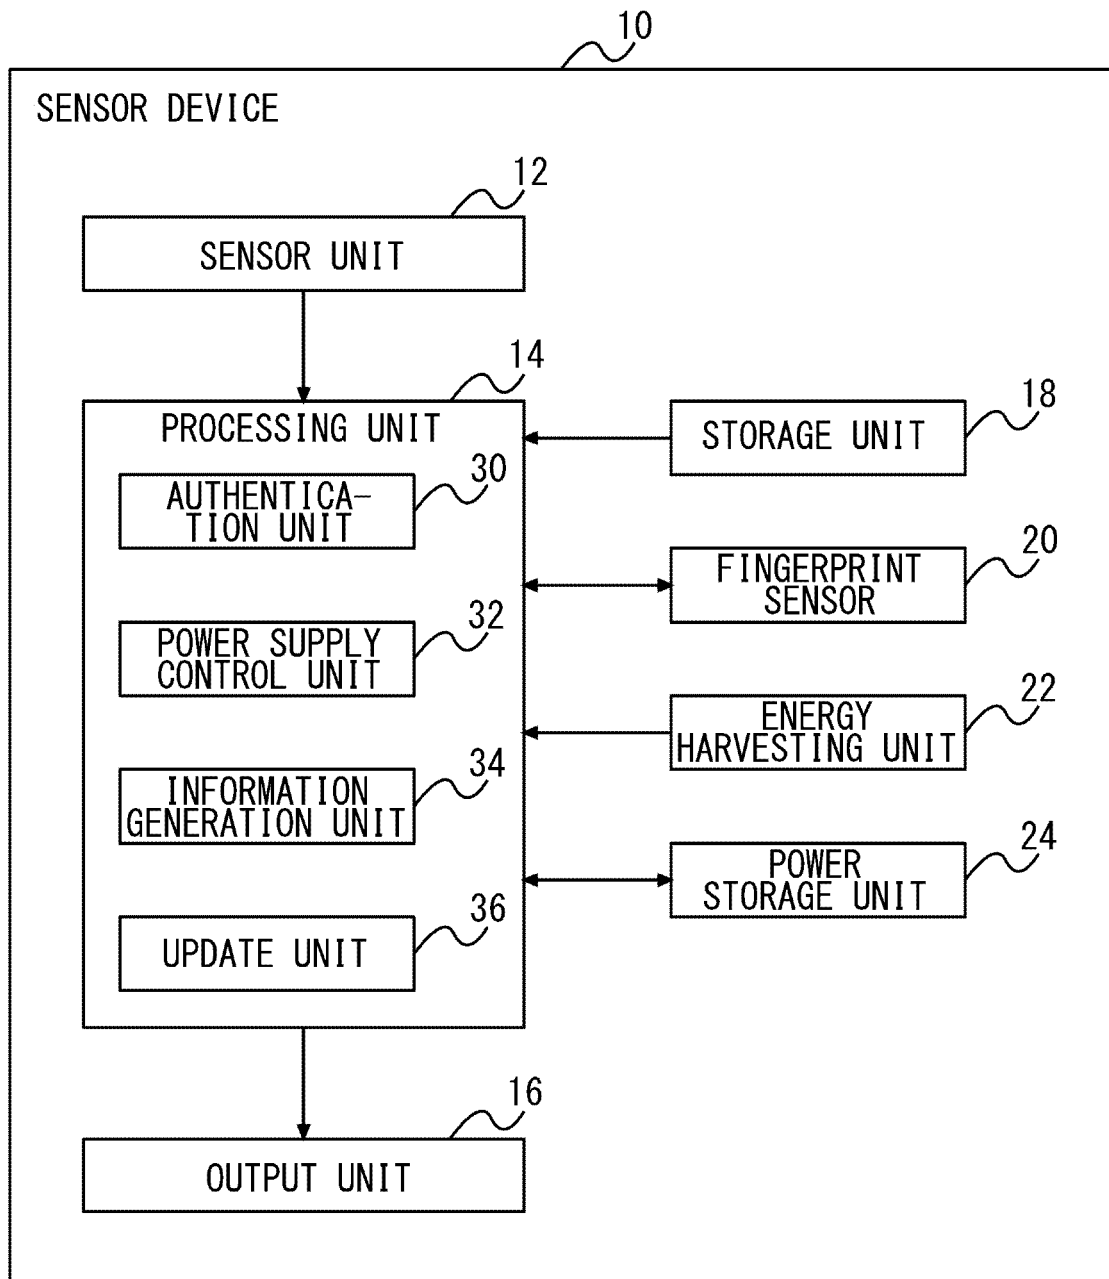 10
SENSOR DEVICE
12
SENSOR UNIT
14
PROCESSING UNIT
30
AUTHENTICA-
TION UNIT
32
POWER SUPPLY
CONTROL UNIT
34
INFORMATION
GENERATION UNIT
36
UPDATE UNIT
18
STORAGE UNIT
20
FINGERPRINT
SENSOR
22
ENERGY
HARVESTING UNIT
24
POWER
STORAGE UNIT
16
OUTPUT UNIT